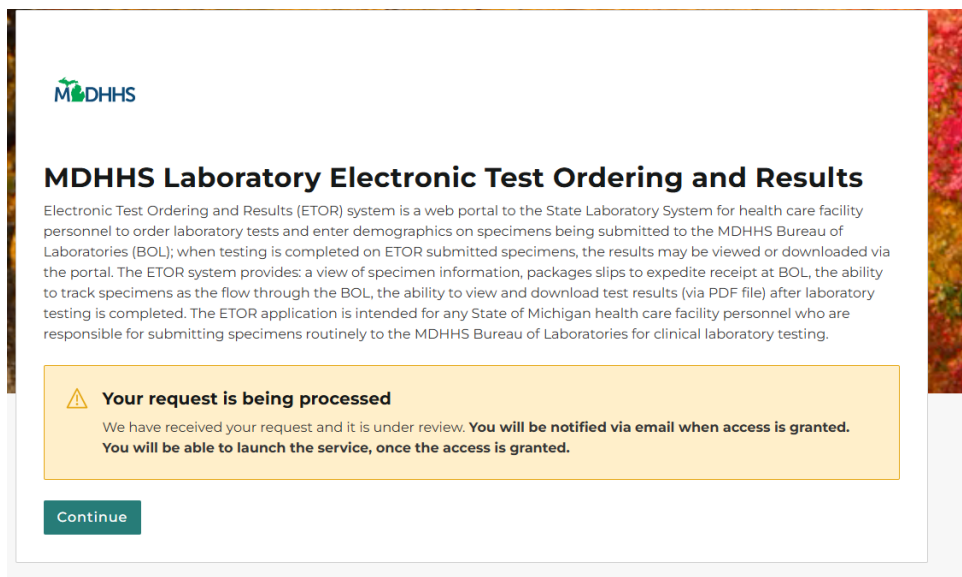 MDHHS
MDHHS Laboratory Electronic Test Ordering and Results
Electronic Test Ordering and Results (ETOR) system is a web portal to the State Laboratory System for health care facility
personnel to order laboratory tests and enter demographics on specimens being submitted to the MDHHS Bureau of
Laboratories (BOL); when testing is completed on ETOR submitted specimens, the results may be viewed or downloaded via
the portal. The ETOR system provides: a view of specimen information, packages slips to expedite receipt at BOL, the ability
to track specimens as the flow through the BOL, the ability to view and download test results (via PDF file) after laboratory
testing is completed. The ETOR application is intended for any State of Michigan health care facility personnel who are
responsible for submitting specimens routinely to the MDHHS Bureau of Laboratories for clinical laboratory testing.
Your request is being processed
We have received your request and it is under review. You will be notified via email when access is granted.
You will be able to launch the service, once the access is granted.
Continue